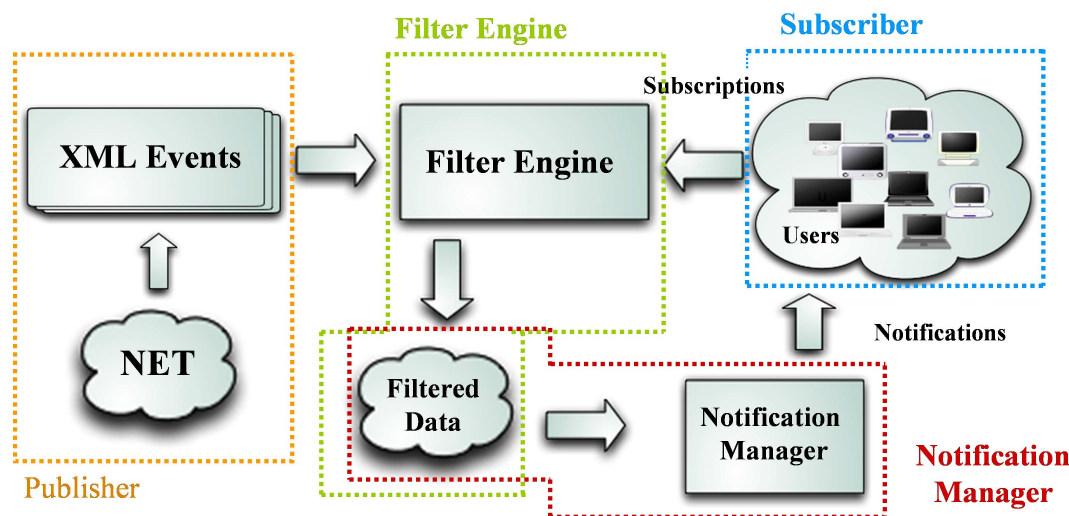 Filter Engine
Subscriber
Subscriptions
XML Events
Filter Engine
Users
NET
Notifications
Filtered
Data
Notification
Manager
Publisher
Notification
Manager